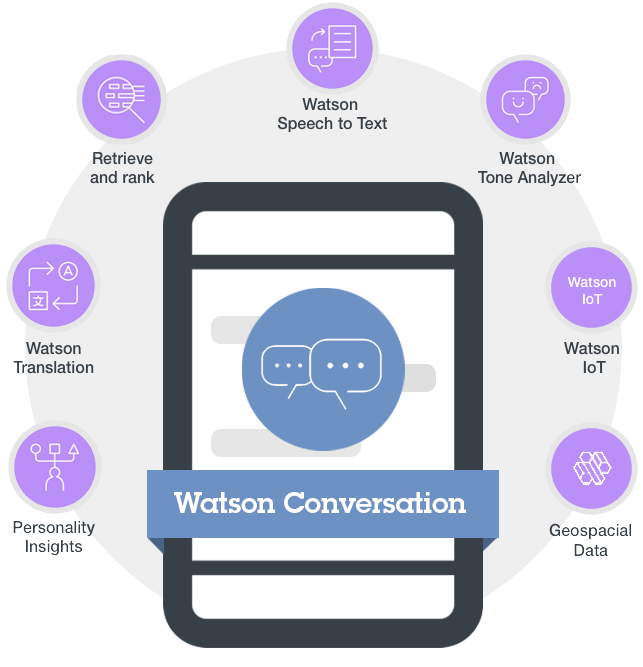 Watson
Speech to Text
Retrieve
and rank
Watson
Tone Analyzer
A
文
Watson
Translation
Watson
IoT
Watson
IoT
Personality
Insights
Watson Conversation
Geospacial
Data